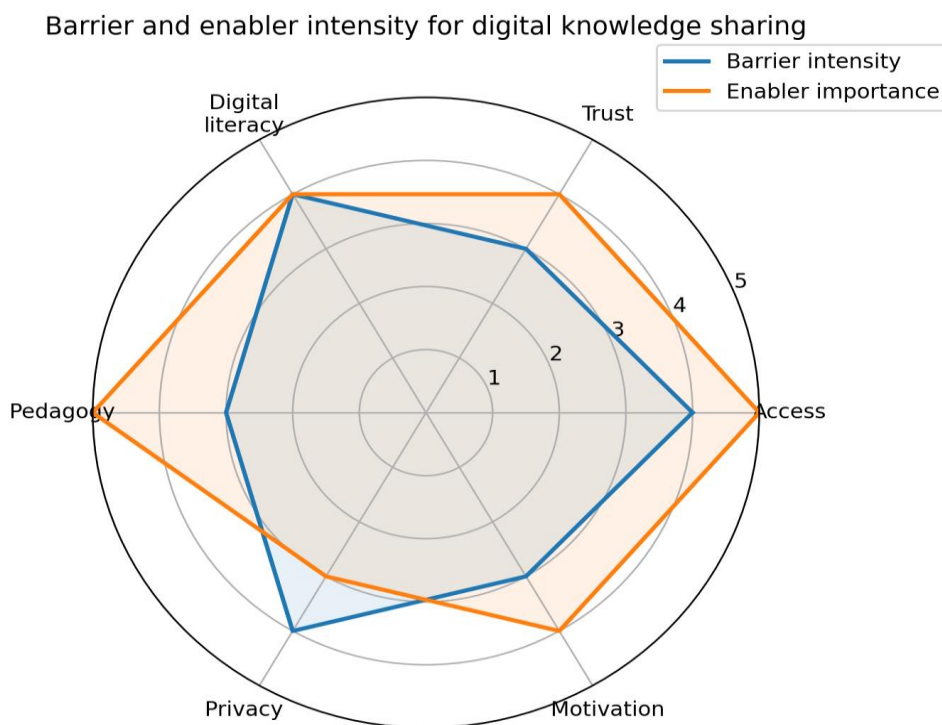 Barrier and enabler intensity for digital knowledge sharing
Barrier intensity
Enabler importance
Digital
literacy
Trust
5
4
3
2
1
Pedagogy
Access
Privacy
Motivation